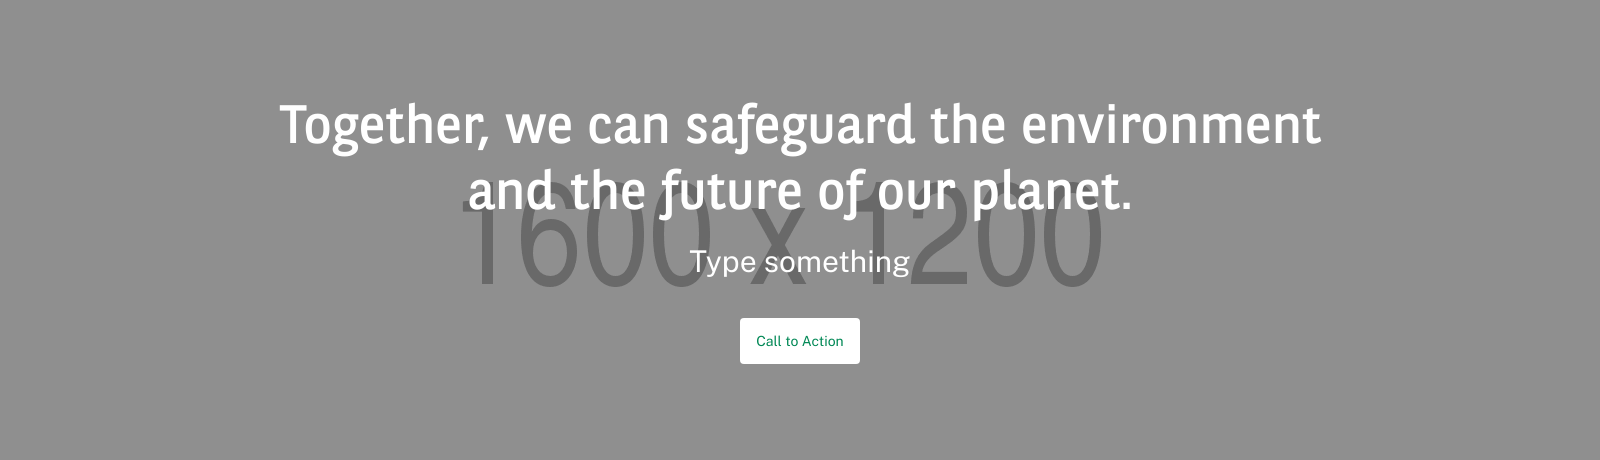 Together, we can safeguard the environment
and the future of our planet.
1600 x 1200
Type something
Call to Action